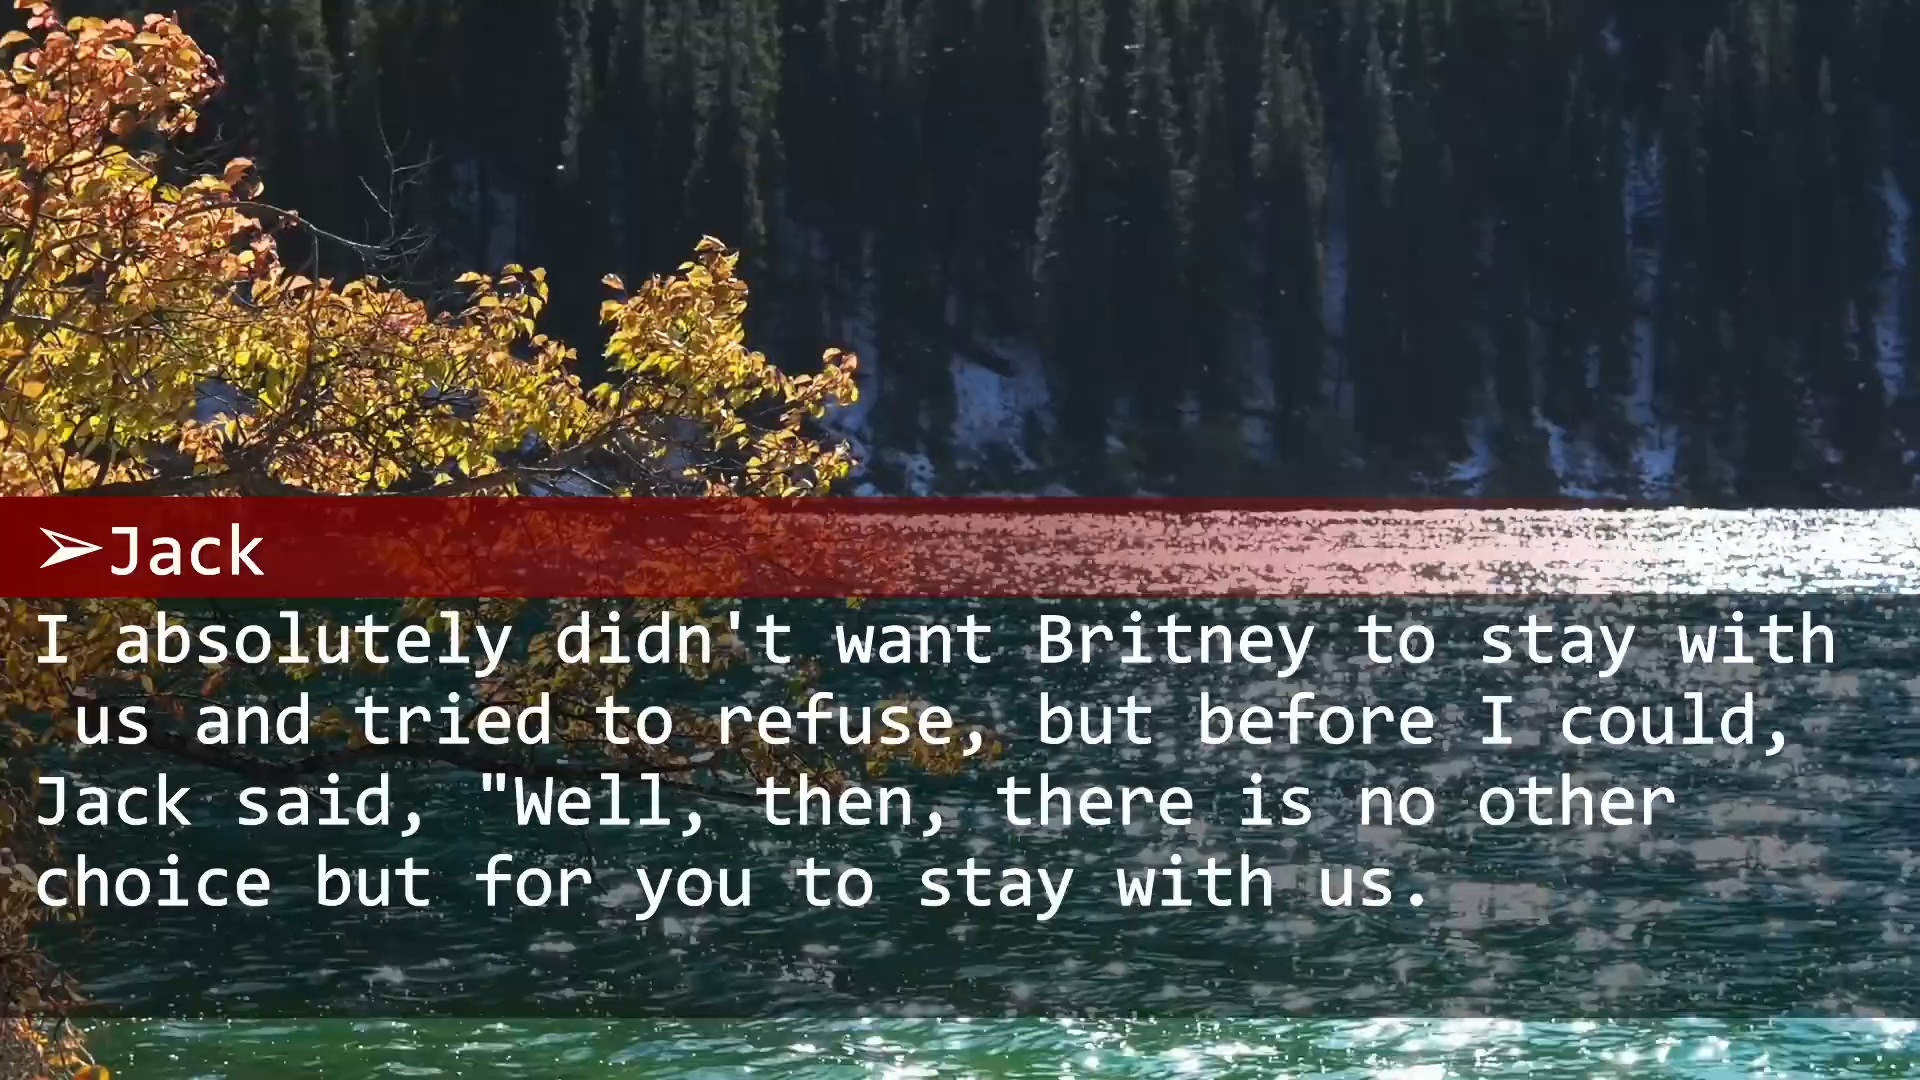 ➢Jack
I absolutely didn't want Britney to stay with
us and tried to refuse, but before I could,
Jack said, "Well, then, there is no other
choice but for you to stay with us.